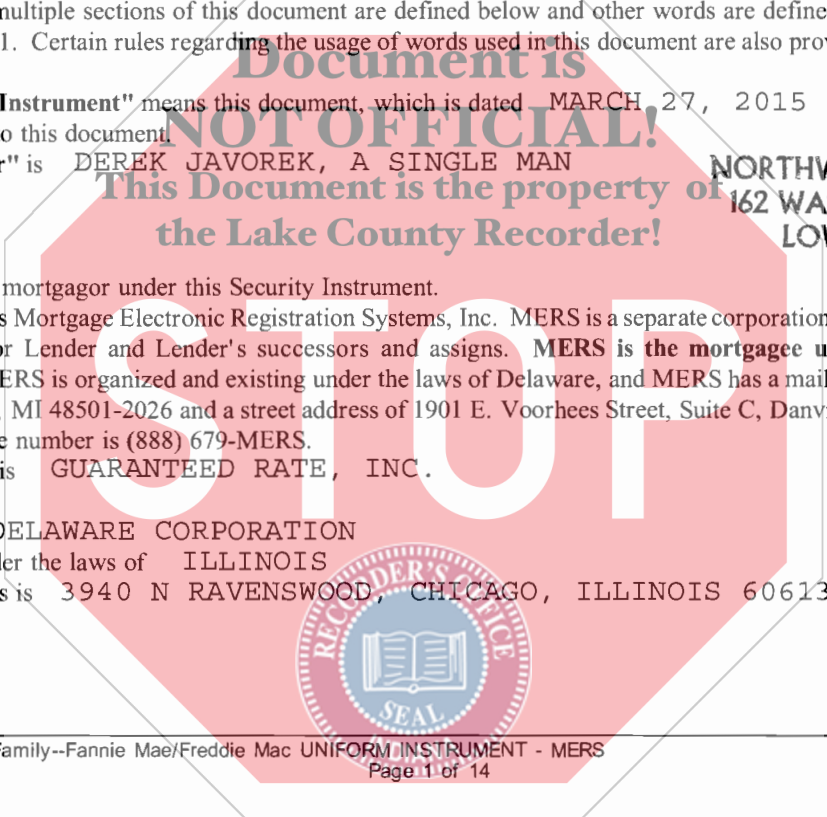 multiple sections of this document are defined below and other words are define
1. Certain rules regarding the usage of words used in this document are also prov
Document is
Instrument" means this document, which is dated MARCH 27, 2015
NOT OFFICIAL!
o this document.
r" is DEREK JAVOREK, A SINGLE MAN
NORTHW
This Document is the property of
162 WA
the Lake County Recorder!
LOW
mortgagor under this Security Instrument.
s Mortgage Electronic Registration Systems, Inc. MERS is a separate corporation
or Lender and Lender's successors and assigns. MERS is the mortgagee u
ERS is organized and existing under the laws of Delaware, and MERS has a mail
, MI 48501-2026 and a street address of 1901 E. Voorhees Street, Suite C, Danvi
e number is (888) 679-MERS.
STOP
is GUARANTEED RATE, INC.
DELAWARE CORPORATION
der the laws of ILLINOIS
s is 3940 N RAVENSWOOD, CHICAGO, ILLINOIS 60613
RECORDER'S OFFICE
SEAL
INDIANA
Family--Fannie Mae/Freddie Mac UNIFORM INSTRUMENT - MERS
Page 1 of 14